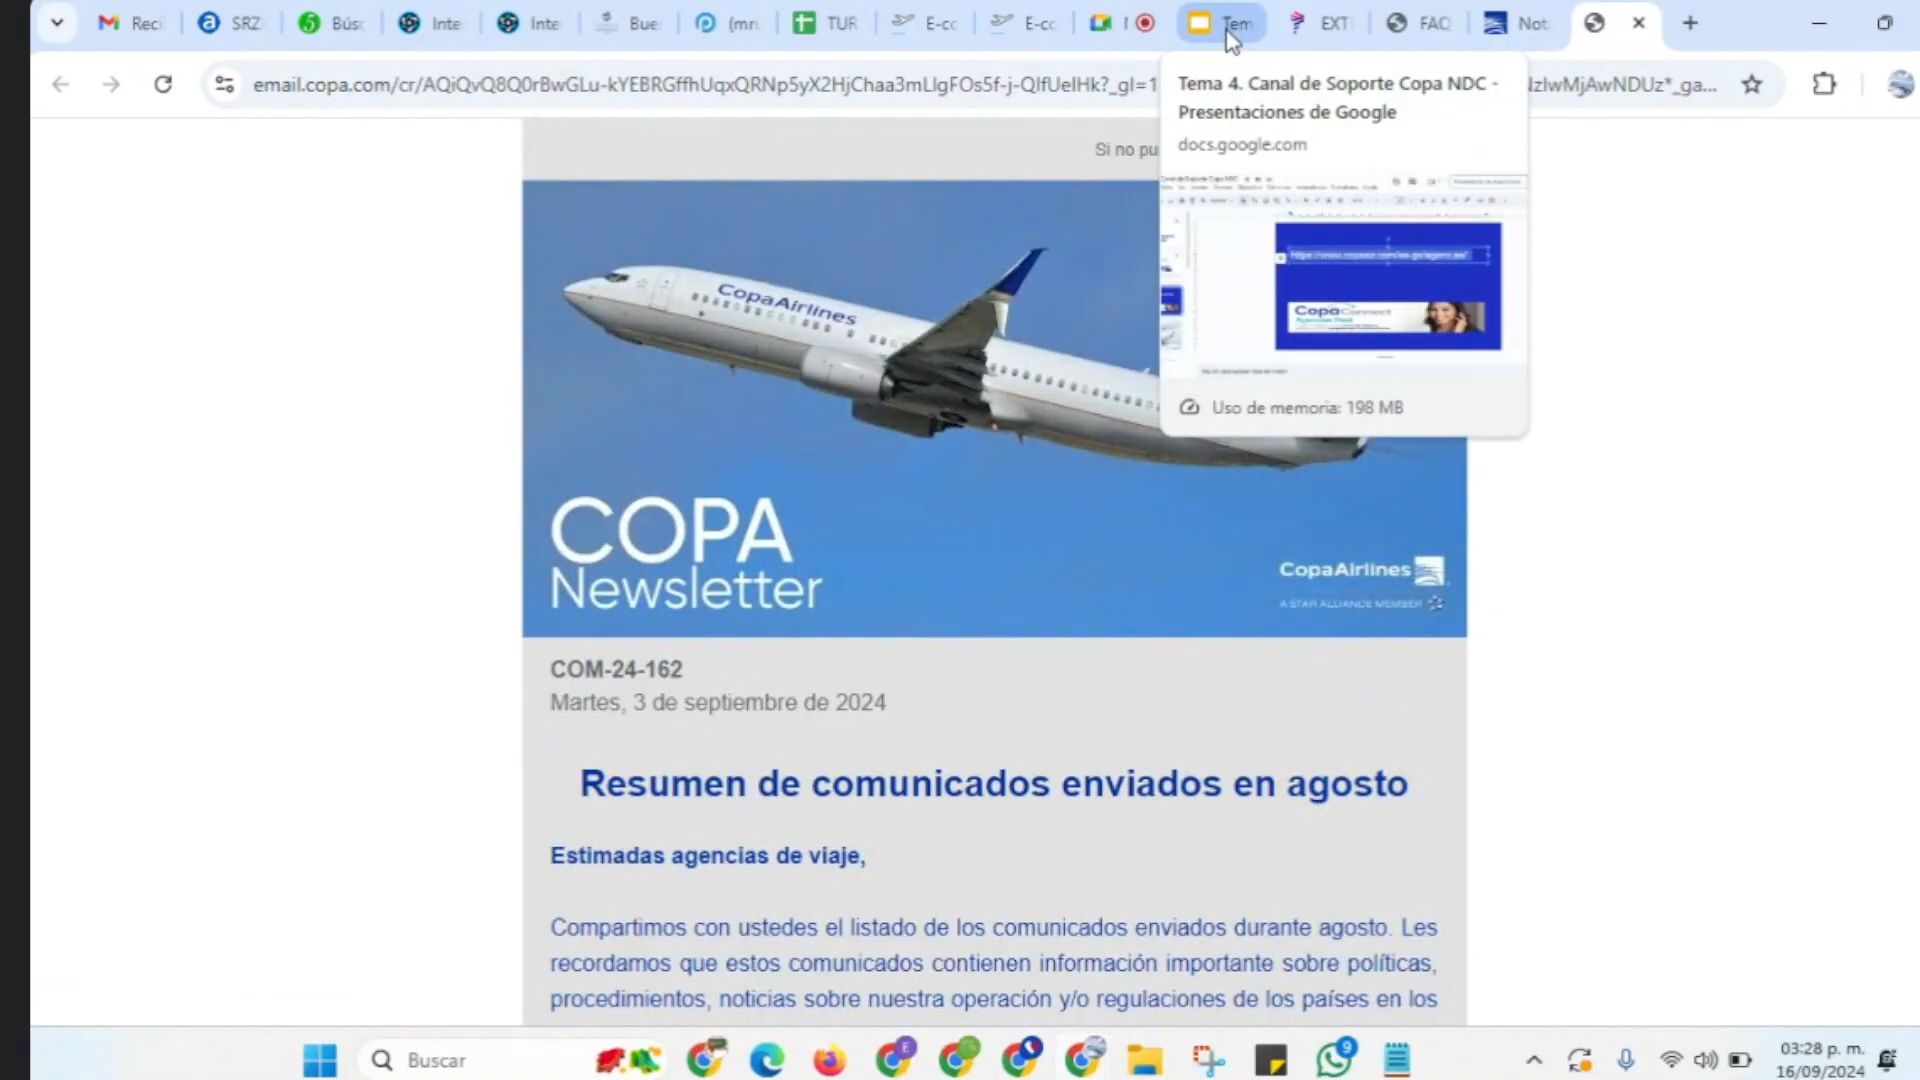 Reci
SRZ
Búsc
Inte
Inte
Bue
(mr
TUR
E-cc
E-cc
Tem
EXT
FAQ
Not
email.copa.com/cr/AQiQvQ8Q0rBwGLu-kYEBRGffhUqxQRNp5yX2HjChaa3mLlgFOs5f-j-QlfUelHk?_gl=1
IzIwMjAwNDUz*_ga...
Tema 4. Canal de Soporte Copa NDC -
Presentaciones de Google
docs.google.com
CopaConnect
Uso de memoria: 198 MB
Si no pu
CopaAirlines
COPA
Newsletter
CopaAirlines
A STAR ALLIANCE MEMBER
COM-24-162
Martes, 3 de septiembre de 2024
Resumen de comunicados enviados en agosto
Estimadas agencias de viaje,
Compartimos con ustedes el listado de los comunicados enviados durante agosto. Les
recordamos que estos comunicados contienen información importante sobre políticas,
procedimientos, noticias sobre nuestra operación y/o regulaciones de los países en los
Buscar
E
9
03:28 p. m.
16/09/2024